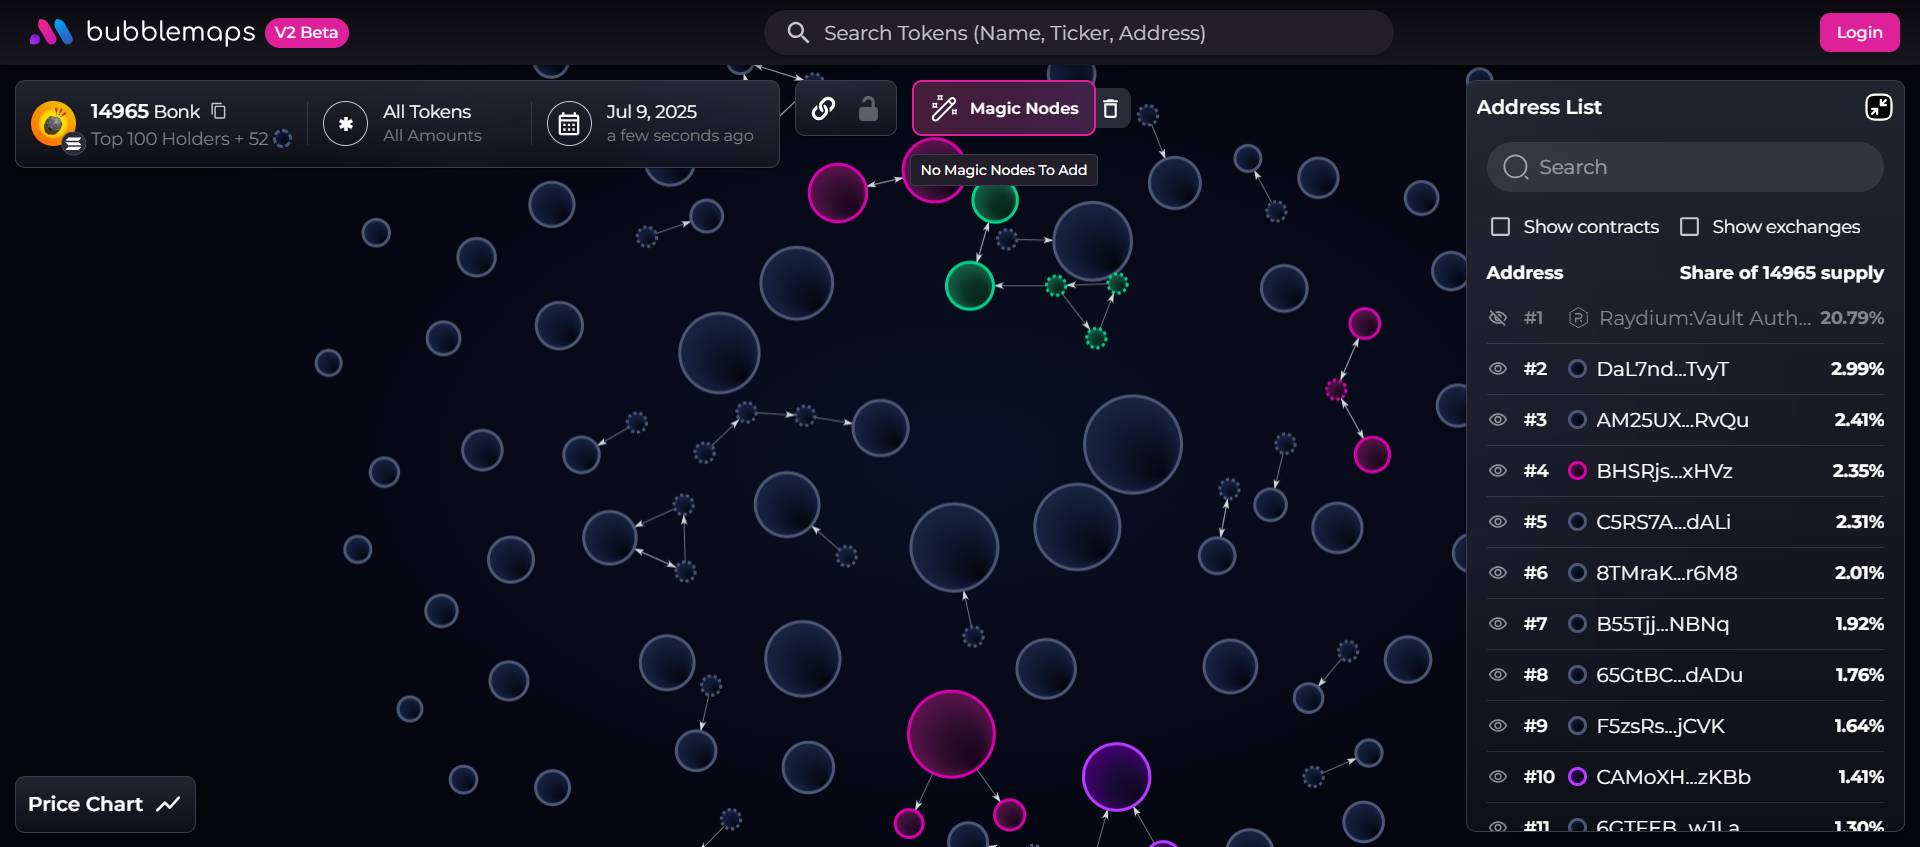 bubblemaps V2 Beta
Search Tokens (Name, Ticker, Address)
Login
14965 Bonk
Top 100 Holders + 52
All Tokens
All Amounts
Jul 9, 2025
a few seconds ago
Magic Nodes
No Magic Nodes To Add
Address List
Search
Show contracts Show exchanges
Address Share of 14965 supply
#1 Raydium:Vault Auth... 20.79%
#2 DaL7nd...TvyT 2.99%
#3 AM25UX...RvQu 2.41%
#4 BHSRjs...xHVz 2.35%
#5 C5RS7A...dALi 2.31%
#6 8TMraK...r6M8 2.01%
#7 B55Tjj...NBNq 1.92%
#8 65GtBC...dADu 1.76%
#9 F5zsRs...jCVK 1.64%
#10 CAMoXH...zKBb 1.41%
#11 1.30%
Price Chart